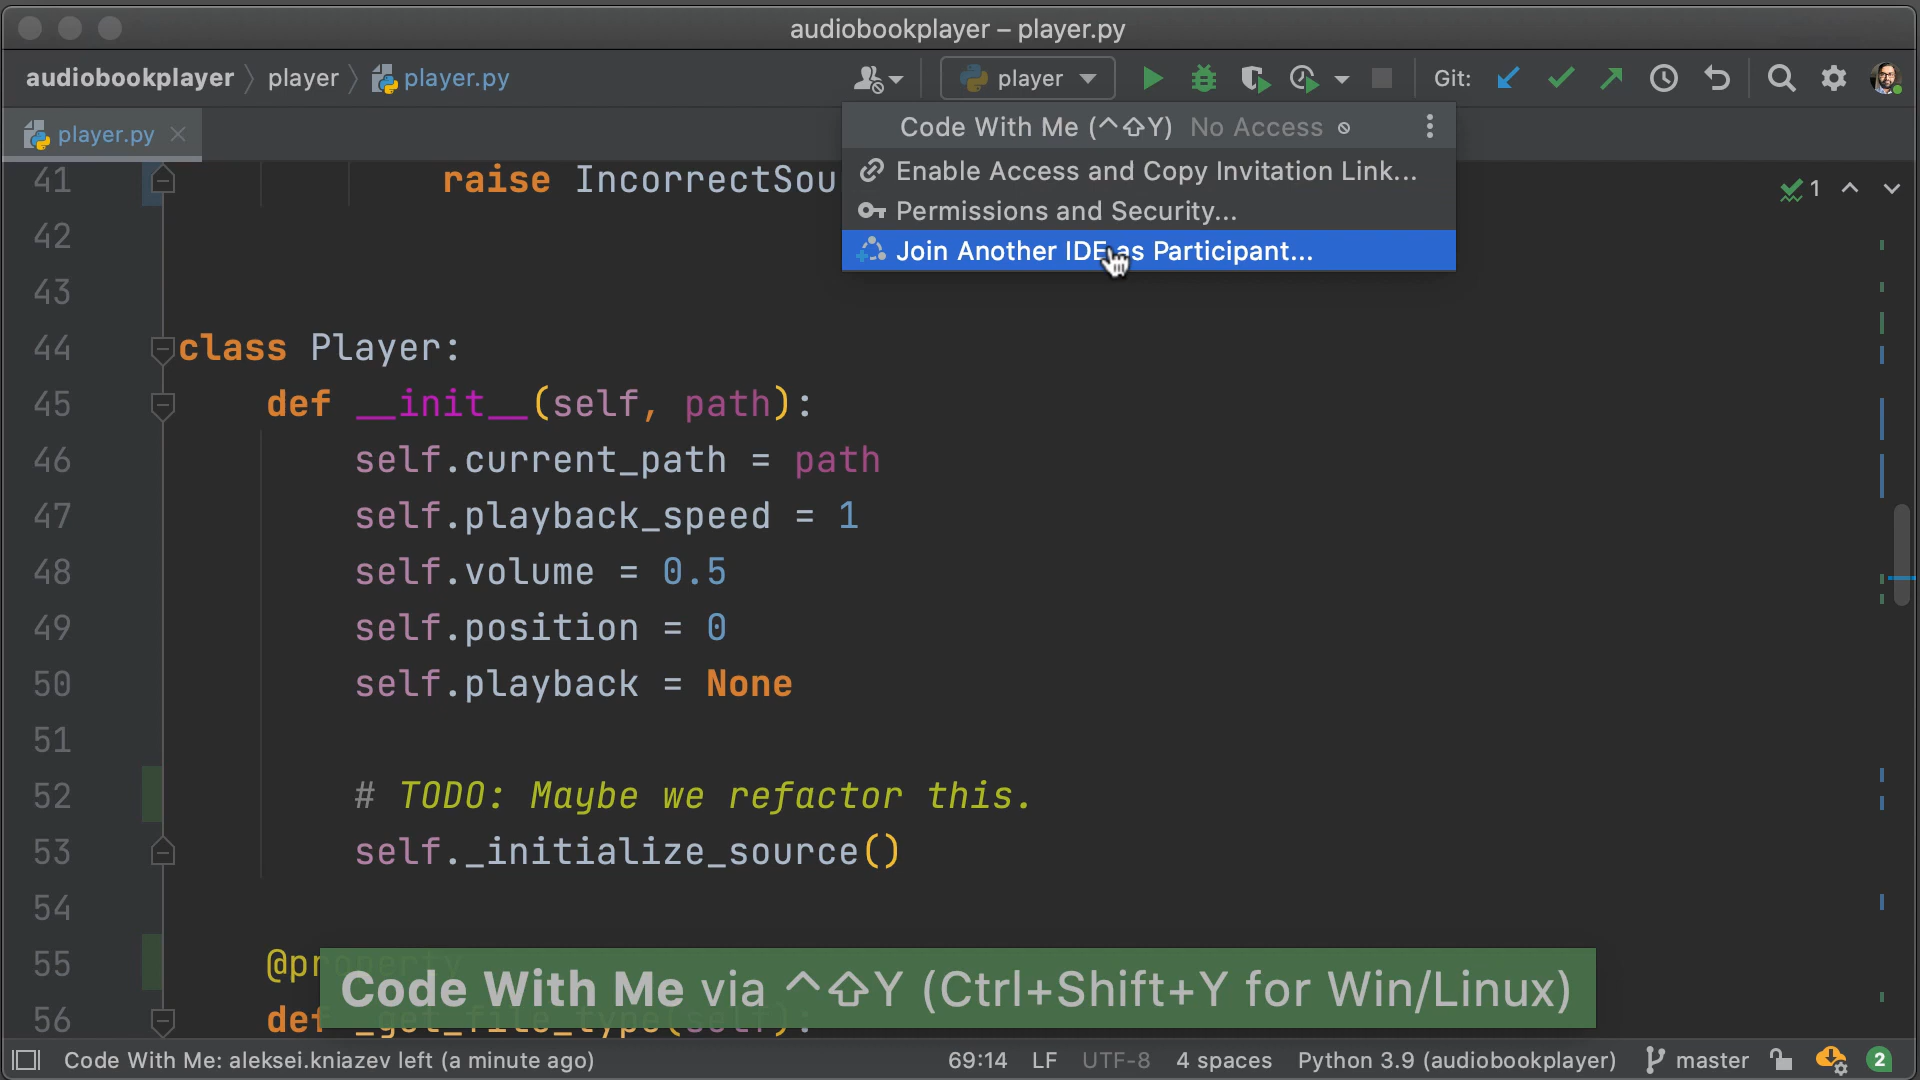 audiobookplayer – player.py
audiobookplayer player player.py player Git:
player.py
Code With Me (⌃⇧Y) No Access
Enable Access and Copy Invitation Link...
Permissions and Security...
Join Another IDE as Participant...
1
41 raise IncorrectSou
42
43
44 class Player:
45 def __init__(self, path):
46 self.current_path = path
47 self.playback_speed = 1
48 self.volume = 0.5
49 self.position = 0
50 self.playback = None
51
52 # TODO: Maybe we refactor this.
53 self._initialize_source()
54
55 @property
56 def _get_file_type(self):
Code With Me via ⌃⇧Y (Ctrl+Shift+Y for Win/Linux)
Code With Me: aleksei.kniazev left (a minute ago) 69:14 LF UTF-8 4 spaces Python 3.9 (audiobookplayer) master 2